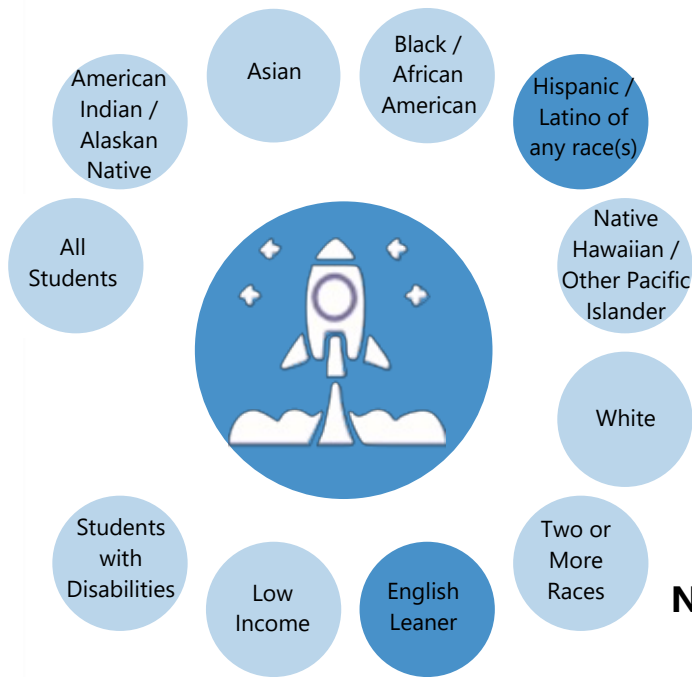 American
Indian /
Alaskan
Native
Asian
Black /
African
American
Hispanic /
Latino of
any race(s)
All
Students
Native
Hawaiian /
Other Pacific
Islander
White
Students
with
Disabilities
Low
Income
English
Leaner
Two or
More
Races
N